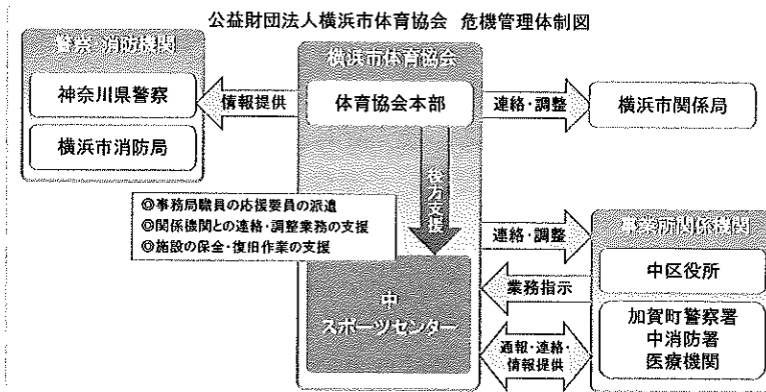 公益財団法人横浜市体育協会 危機管理体制図
警察・消防機関
神奈川県警察
横浜市消防局
情報提供
横浜市体育協会
体育協会本部
連絡・調整
横浜市関係局
後方支援
◎事務局職員の応援要員の派遣
◎関係機関との連絡・調整業務の支援
◎施設の保全・復旧作業の支援
中
スポーツセンター
連絡・調整
業務指示
通報・連絡・
情報提供
事業所関係機関
中区役所
加賀町警察署
中消防署
医療機関